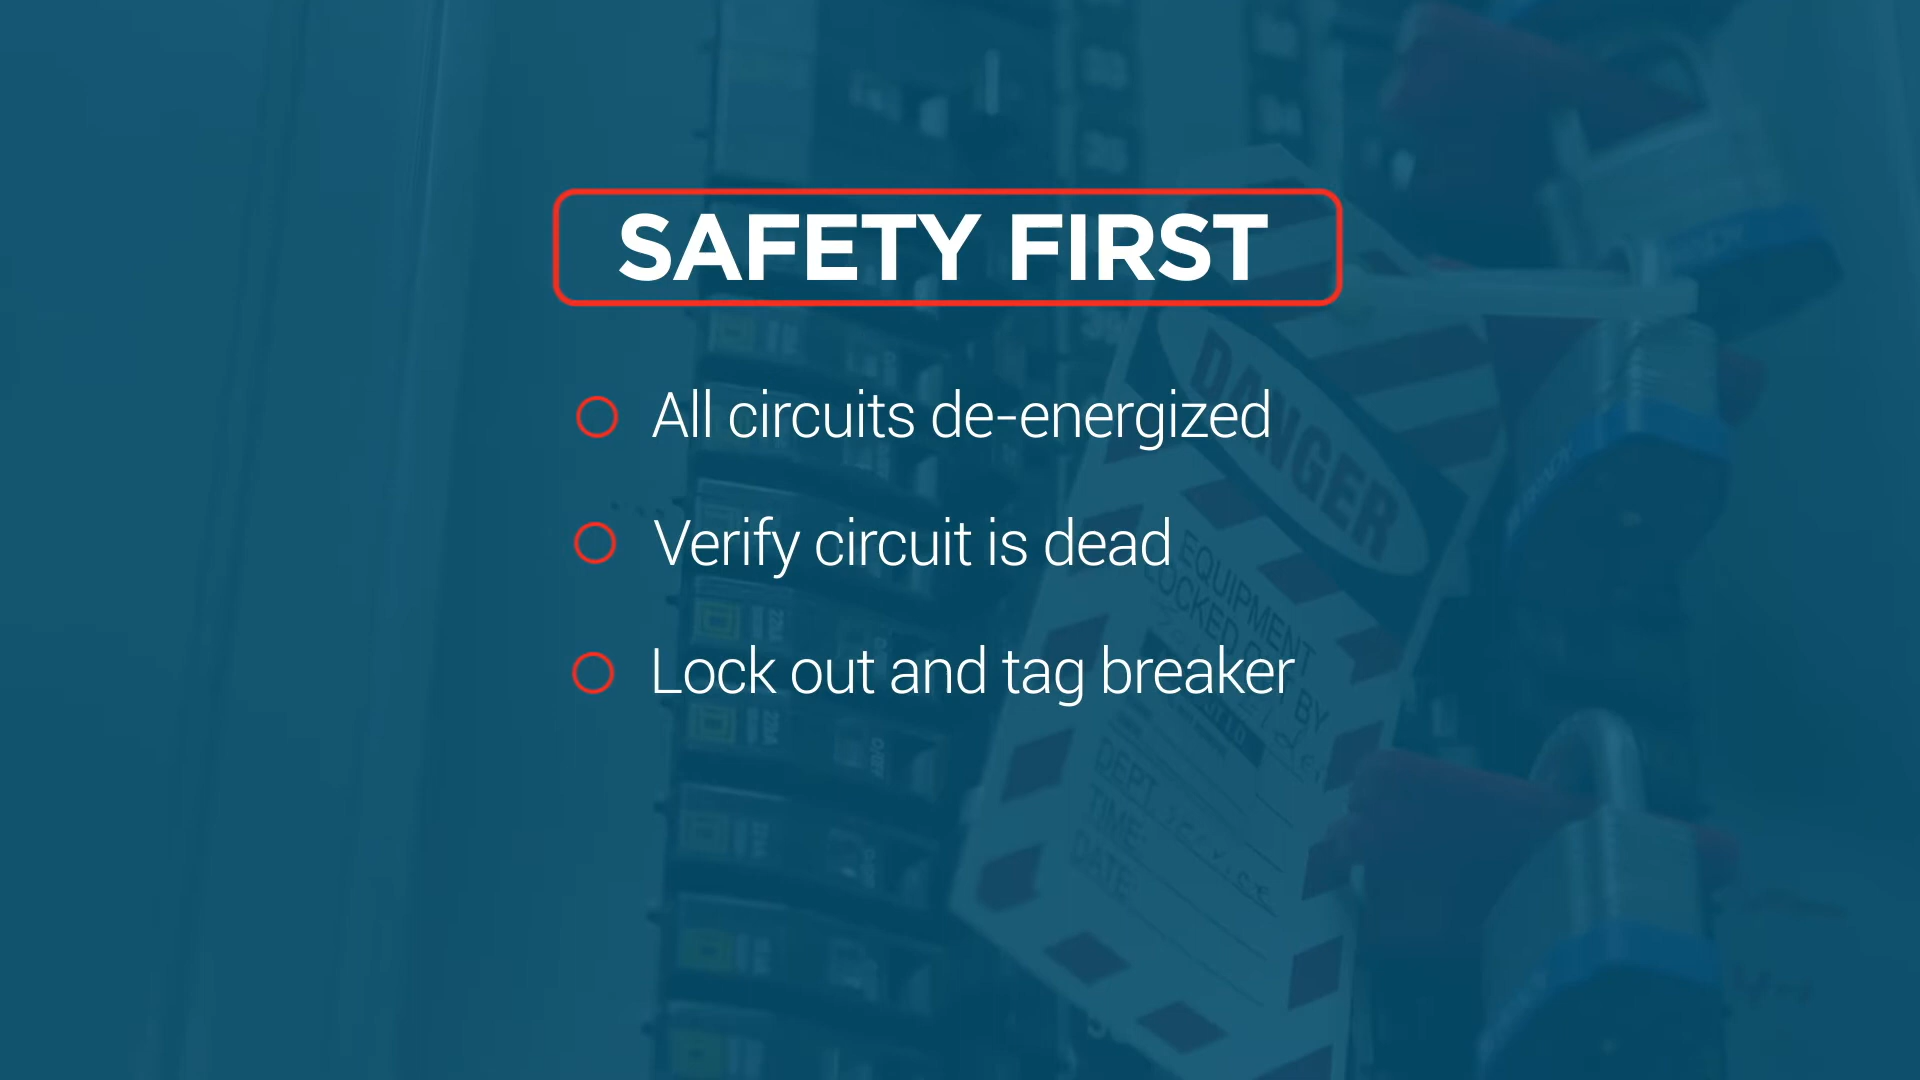 SAFETY FIRST
All circuits de-energized
Verify circuit is dead
Lock out and tag breaker
DANGER
EQUIPMENT
LOCKED OUT BY
DEPT.
TIME:
DATE: